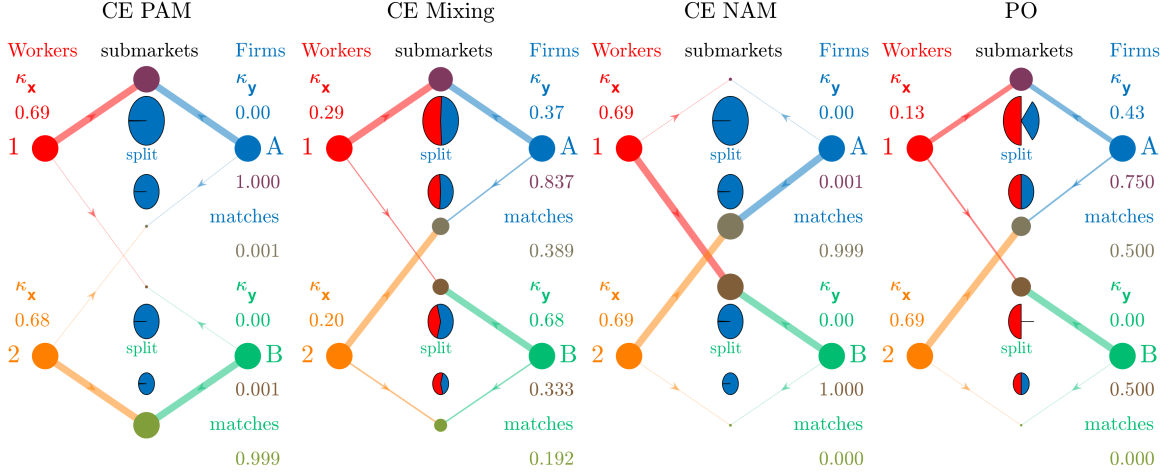 CE PAM
Workers submarkets Firms
κx κy
0.69 0.00
1 A
split
1.000
matches
0.001
κx κy
0.68 0.00
split
2 B
0.001
matches
0.999
CE Mixing
Workers submarkets Firms
κx κy
0.29 0.37
1 A
split
0.837
matches
0.389
κx κy
0.20 0.68
split
2 B
0.333
matches
0.192
CE NAM
Workers submarkets Firms
κx κy
0.69 0.00
1 A
split
0.001
matches
0.999
κx κy
0.69 0.00
split
2 B
1.000
matches
0.000
PO
Workers submarkets Firms
κx κy
0.13 0.43
1 A
split
0.750
matches
0.500
κx κy
0.69 0.00
split
2 B
0.500
matches
0.000